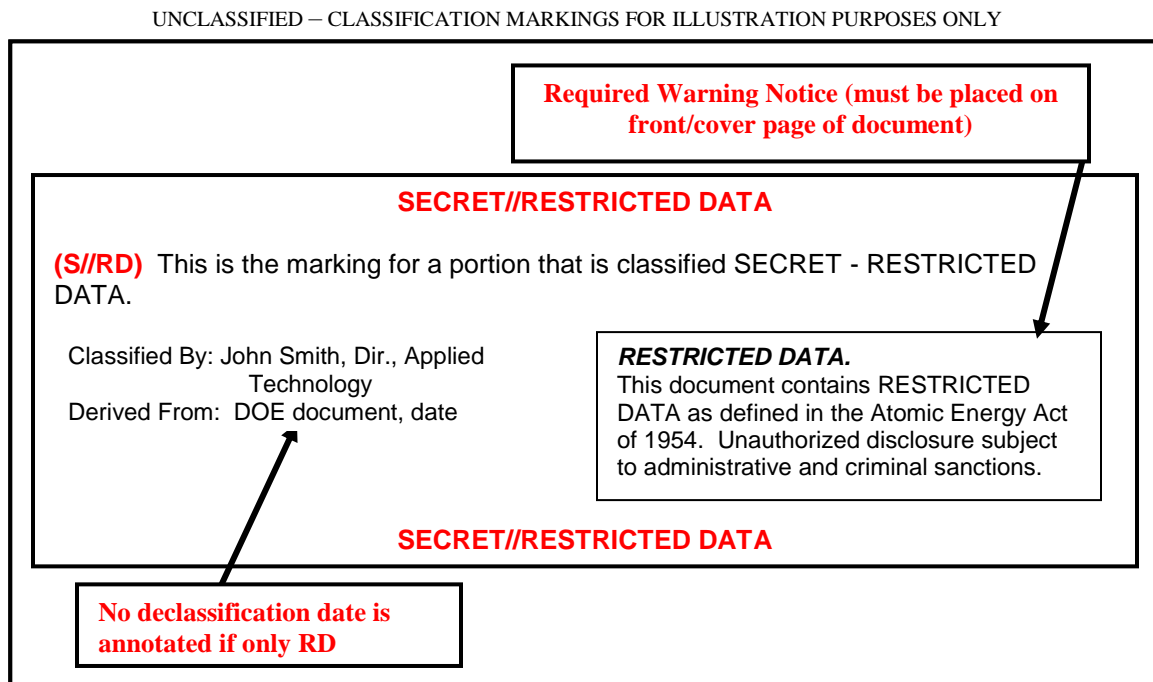 UNCLASSIFIED – CLASSIFICATION MARKINGS FOR ILLUSTRATION PURPOSES ONLY
Required Warning Notice (must be placed on
front/cover page of document)
SECRET//RESTRICTED DATA
(S//RD) This is the marking for a portion that is classified SECRET - RESTRICTED
DATA.
Classified By: John Smith, Dir., Applied
Technology
Derived From: DOE document, date
RESTRICTED DATA.
This document contains RESTRICTED
DATA as defined in the Atomic Energy Act
of 1954. Unauthorized disclosure subject
to administrative and criminal sanctions.
SECRET//RESTRICTED DATA
No declassification date is
annotated if only RD